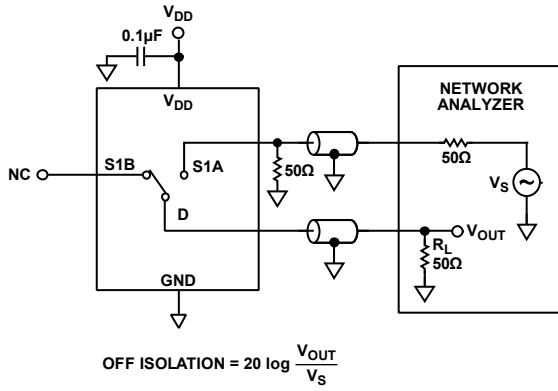 VDD
0.1µF
VDD
NETWORK
ANALYZER
S1B
S1A
NC
50Ω
50Ω
VS
D
VOUT
RL
50Ω
GND
OFF ISOLATION = 20 log VOUT/VS